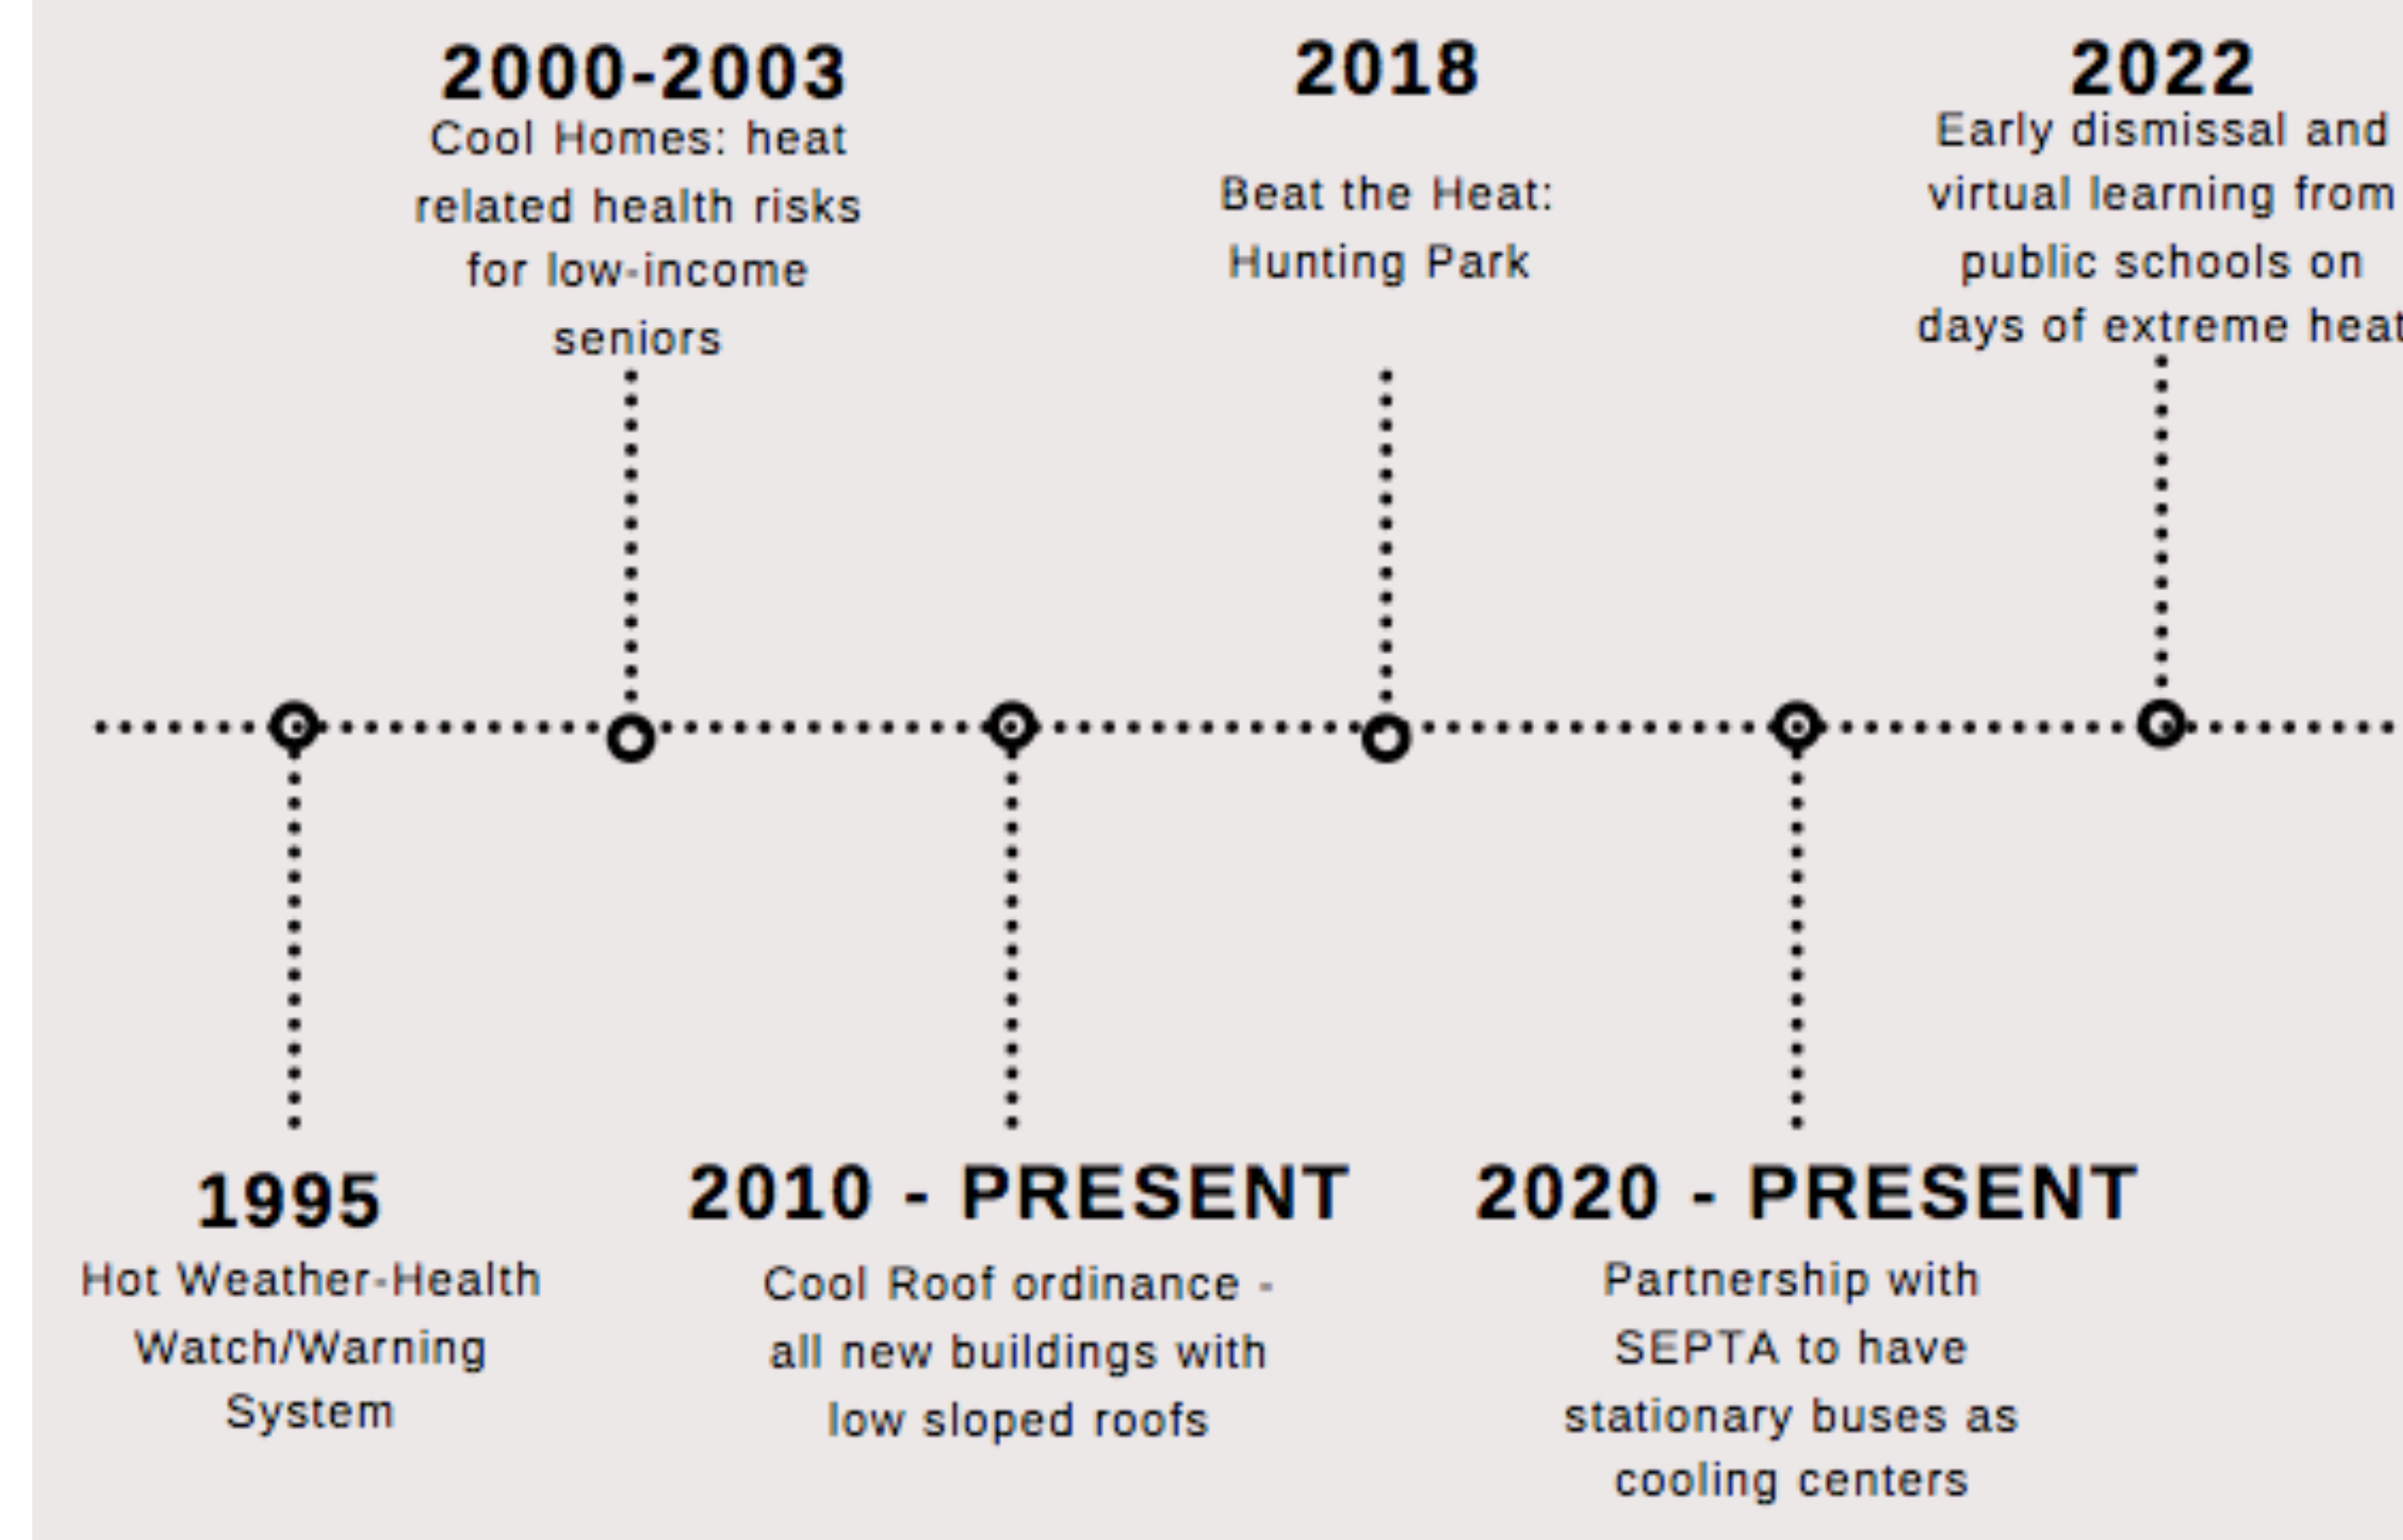 2000-2003
Cool Homes: heat
related health risks
for low-income
seniors
2018
Beat the Heat:
Hunting Park
2022
Early dismissal and
virtual learning from
public schools on
days of extreme heat
1995
Hot Weather-Health
Watch/Warning
System
2010 - PRESENT
Cool Roof ordinance -
all new buildings with
low sloped roofs
2020 - PRESENT
Partnership with
SEPTA to have
stationary buses as
cooling centers